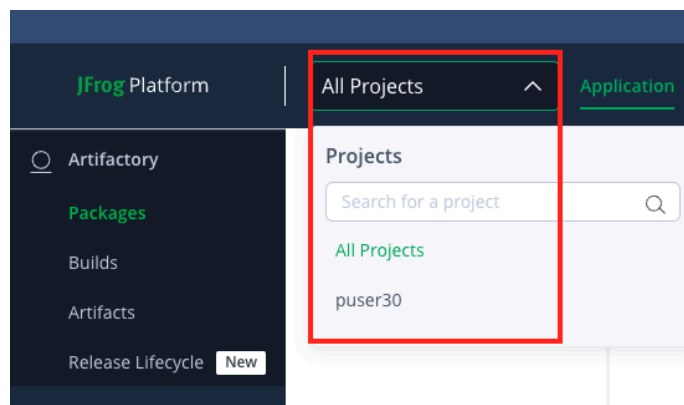 JFrog Platform
All Projects
Application
Artifactory
Packages
Builds
Artifacts
Release Lifecycle New
Projects
Search for a project
All Projects
puser30